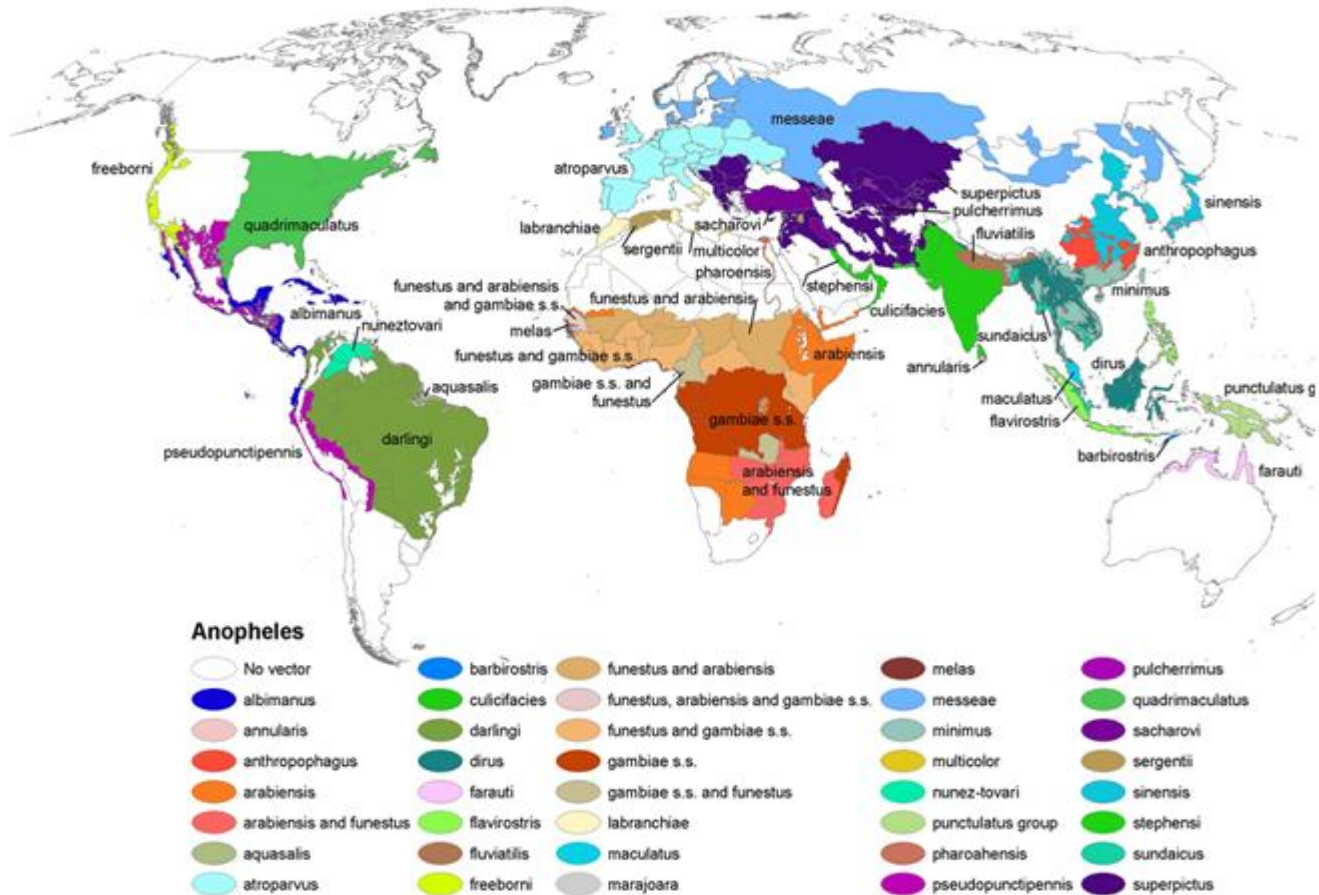 messeae
freeborni
atroparvus
superpictus
sinensis
quadrimaculatus
labranchiae
sacharovi
pulcherrimus
sergentii
multicolor
fluviatilis
anthropophagus
pharoensis
funestus and arabiensis
and gambiae s.s.
funestus and arabiensis
stephensi
minimus
albimanus
nuneztovari
melas
culicifacies
sundaicus
funestus and gambiae s.s.
arabiensis
annularis
dirus
aquasalis
gambiae s.s. and
funestus
maculatus
punctulatus g
flavirostris
darlingi
gambiae s.s.
pseudopunctipennis
barbirostris
arabiensis
and funestus
farauti
Anopheles
No vector
albimanus
annularis
anthropophagus
arabiensis
arabiensis and funestus
aquasalis
atroparvus
barbirostris
culicifacies
darlingi
dirus
farauti
flavirostris
fluviatilis
freeborni
funestus and arabiensis
funestus, arabiensis and gambiae s.s.
funestus and gambiae s.s.
gambiae s.s.
gambiae s.s. and funestus
labranchiae
maculatus
marajoara
melas
messeae
minimus
multicolor
nunez-tovari
punctulatus group
pharoahensis
pseudopunctipennis
pulcherrimus
quadrimaculatus
sacharovi
sergentii
sinensis
stephensi
sundaicus
superpictus